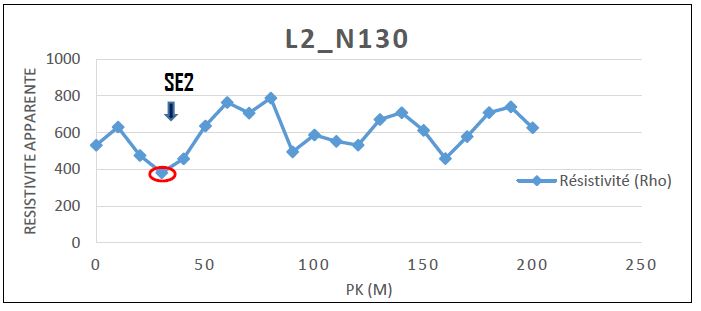 L2_N130
SE2
RESISTIVITE APPARENTE
1000
800
600
400
200
0
0 50 100 150 200 250
PK (M)
Résistivité (Rho)